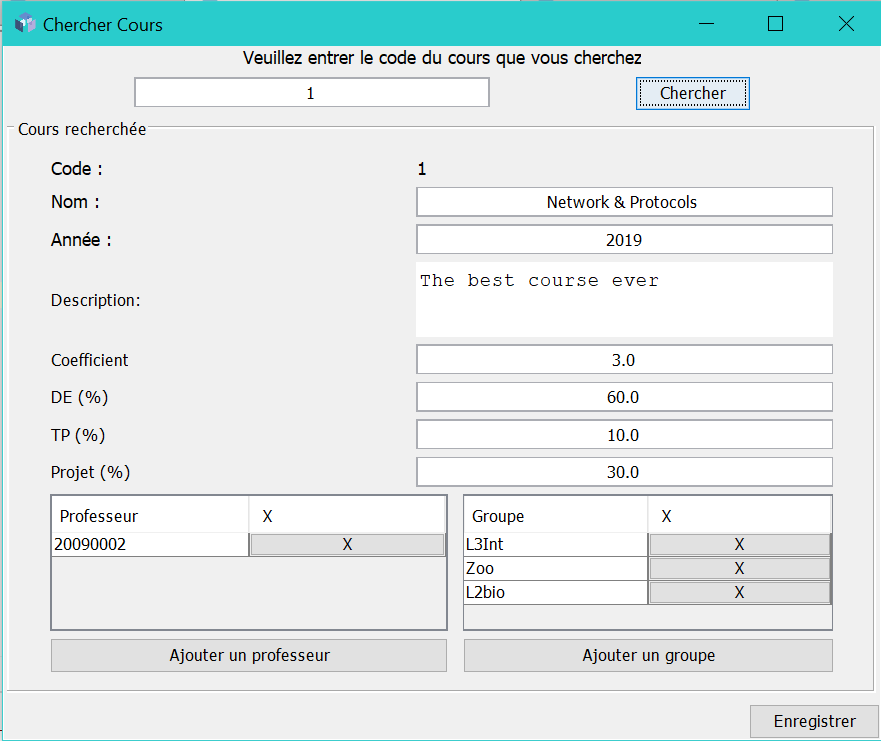 Chercher Cours
Veuillez entrer le code du cours que vous cherchez
1 Chercher
Cours recherchée
Code : 1
Nom : Network & Protocols
Année : 2019
Description: The best course ever
Coefficient 3.0
DE (%) 60.0
TP (%) 10.0
Projet (%) 30.0
Professeur X Groupe X
20090002 X L3Int X
Zoo X
L2bio X
Ajouter un professeur Ajouter un groupe
Enregistrer